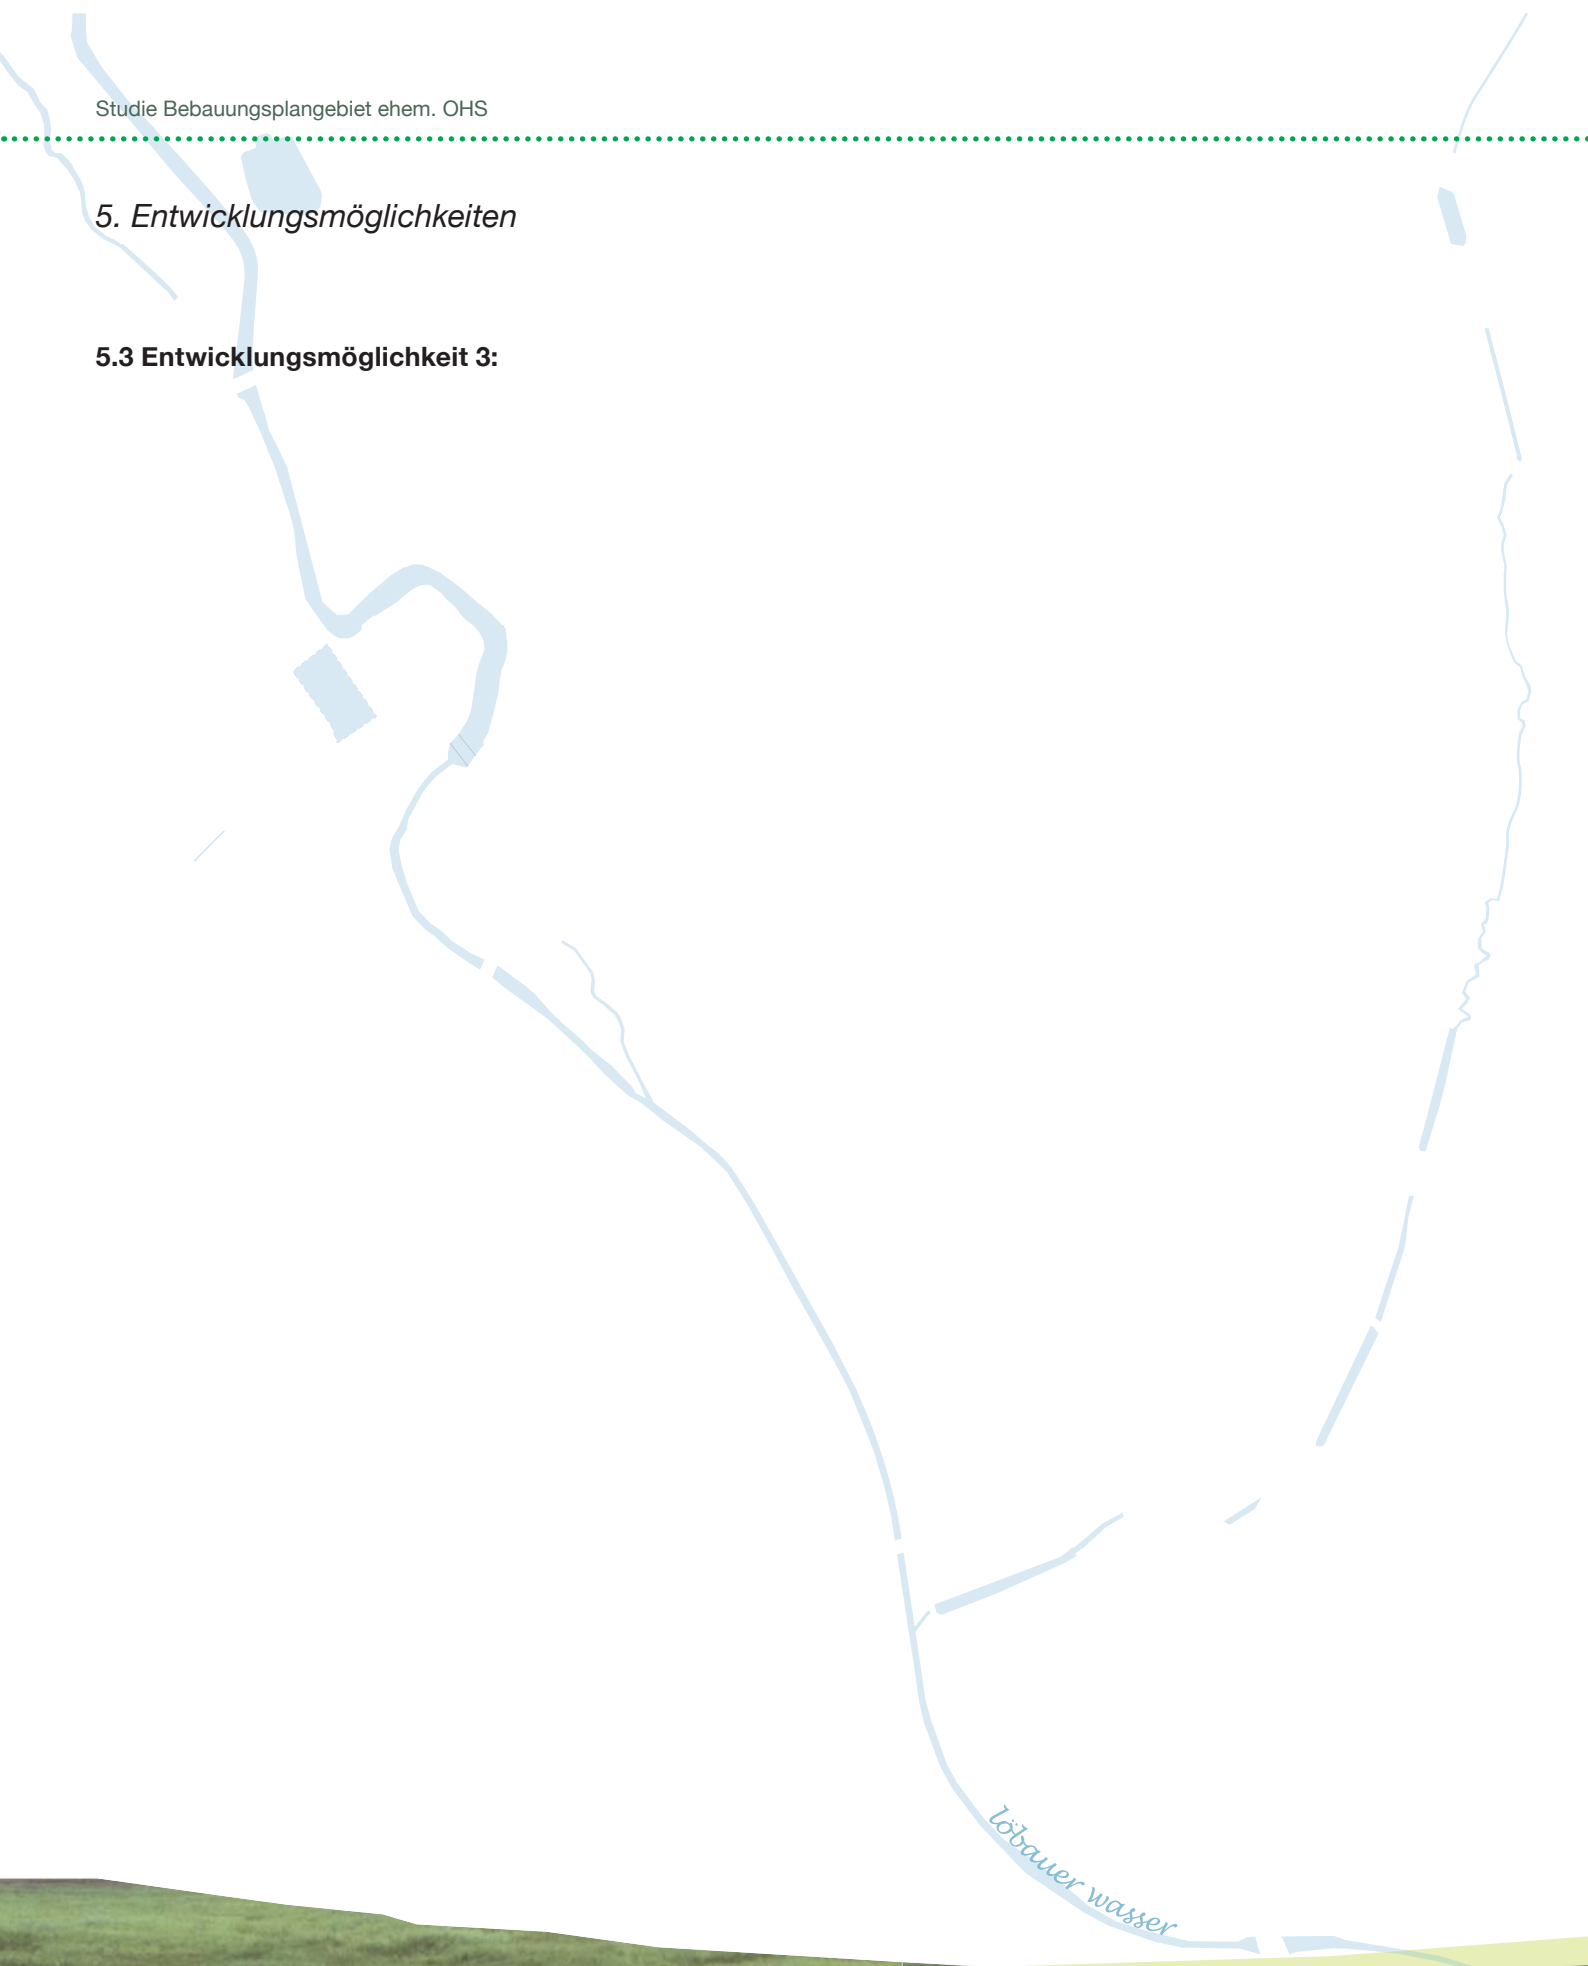 Studie Bebauungsplangebiet ehem. OHS
5. Entwicklungsmöglichkeiten
5.3 Entwicklungsmöglichkeit 3:
löbauer wasser